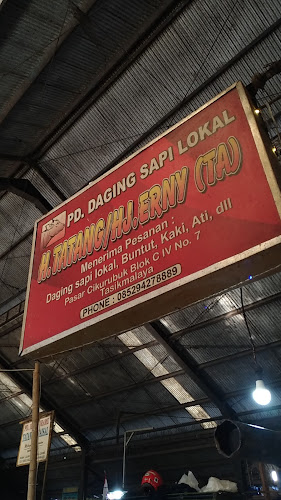 PD. DAGING SAPI LOKAL
H. TATANG/HJ. ERNY (TA)
Menerima Pesanan :
Daging sapi lokal, Buntut, Kaki, Ati, dll
Pasar Cikurubuk Blok C IV No. 7
Tasikmalaya
PHONE : 085294278889